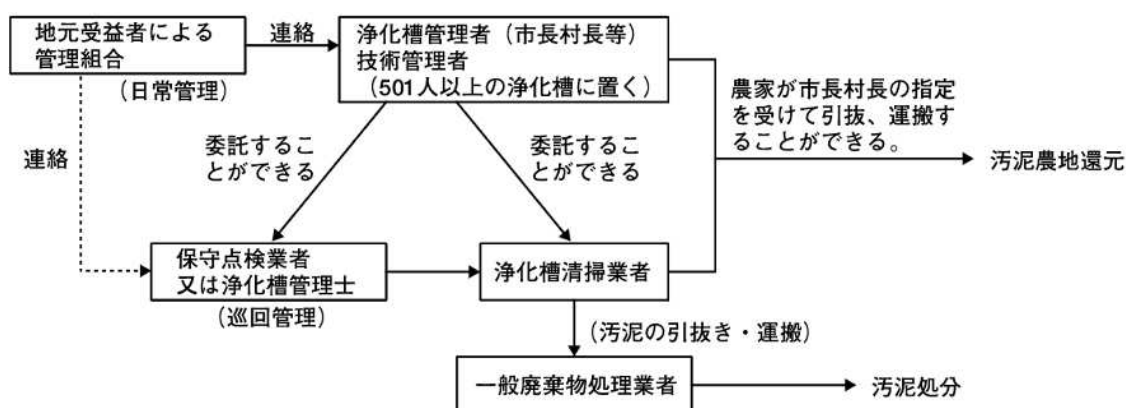 地元受益者による
管理組合
(日常管理)
連絡
浄化槽管理者（市長村長等）
技術管理者
（501人以上の浄化槽に置く）
農家が市長村長の指定
を受けて引抜、運搬す
ることができる。
連絡
委託するこ
とができる
委託するこ
とができる
汚泥農地還元
保守点検業者
又は浄化槽管理士
(巡回管理)
浄化槽清掃業者
(汚泥の引抜き・運搬)
一般廃棄物処理業者
汚泥処分